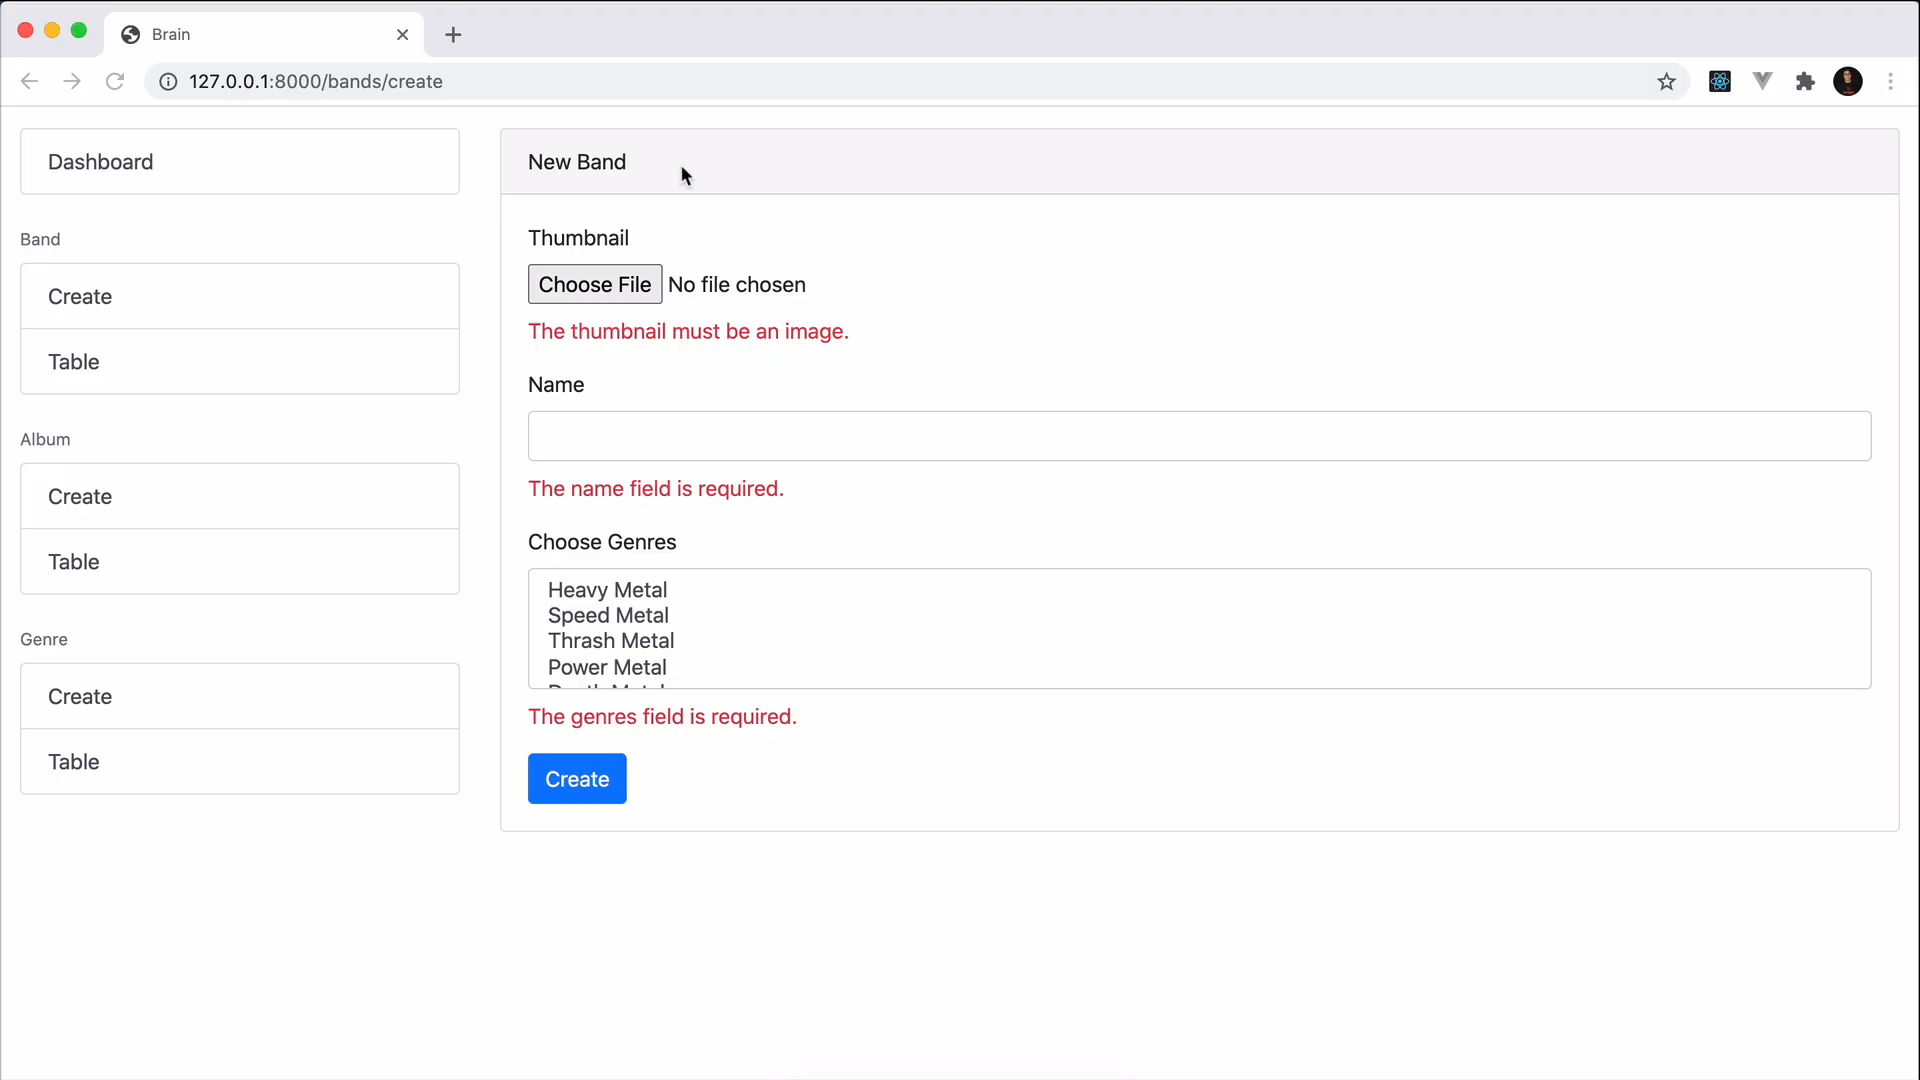 Brain
127.0.0.1:8000/bands/create
Dashboard
Band
Create
Table
Album
Create
Table
Genre
Create
Table
New Band
Thumbnail
Choose File No file chosen
The thumbnail must be an image.
Name
The name field is required.
Choose Genres
Heavy Metal
Speed Metal
Thrash Metal
Power Metal
Death Metal
The genres field is required.
Create